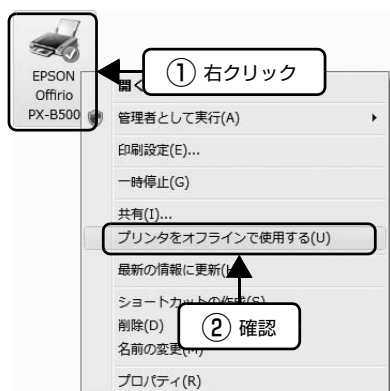 EPSON
Offirio
PX-B500
① 右クリック
開く
管理者として実行(A)
印刷設定(E)...
一時停止(G)
共有(I)...
プリンタをオフラインで使用する(U)
最新の情報に更新
ショートカットの作成(S)
削除(D)
② 確認
名前の変更(M)
プロパティ(R)